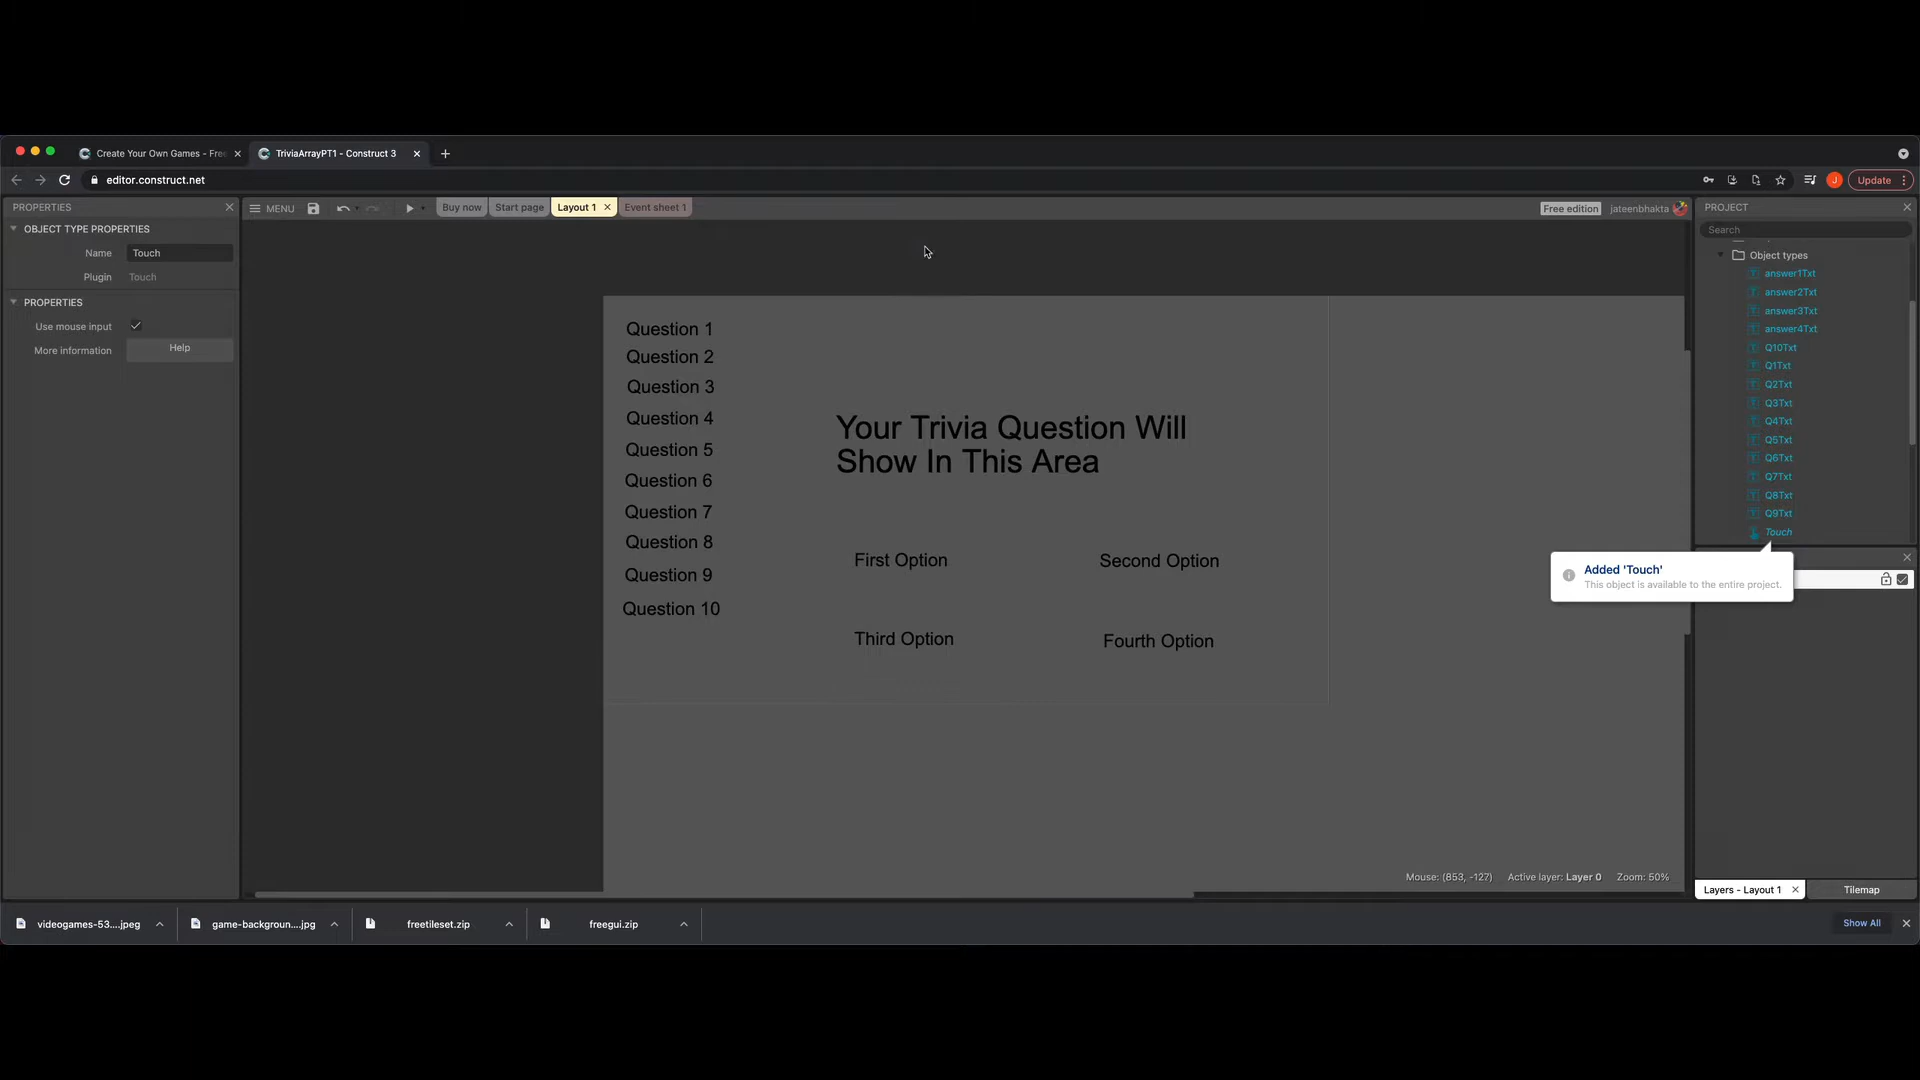 Create Your Own Games - Free
TriviaArrayPT1 - Construct 3
editor.construct.net
J
Update
PROPERTIES
MENU
Buy now
Start page
Layout 1
Event sheet 1
Free edition
jateenbhakta
PROJECT
OBJECT TYPE PROPERTIES
Name
Touch
Plugin
Touch
PROPERTIES
Use mouse input
More information
Help
Question 1
Question 2
Question 3
Question 4
Question 5
Question 6
Question 7
Question 8
Question 9
Question 10
Your Trivia Question Will
Show In This Area
First Option
Second Option
Third Option
Fourth Option
Search
Object types
answer1Txt
answer2Txt
answer3Txt
answer4Txt
Q10Txt
Q1Txt
Q2Txt
Q3Txt
Q4Txt
Q5Txt
Q6Txt
Q7Txt
Q8Txt
Q9Txt
Touch
Added 'Touch'
This object is available to the entire project.
Mouse: (853, -127)
Active layer: Layer 0
Zoom: 50%
Layers - Layout 1
Tilemap
videogames-53....jpeg
game-backgroun....jpg
freetileset.zip
freegui.zip
Show All